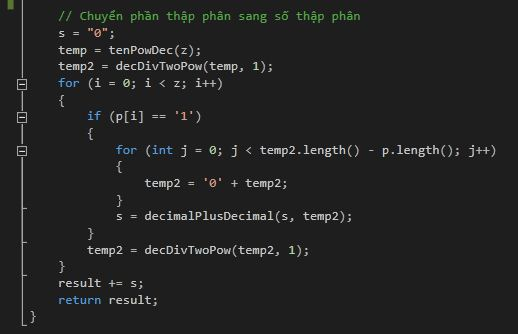 // Chuyển phần thập phân sang số thập phân
s = "0";
temp = tenPowDec(z);
temp2 = decDivTwoPow(temp, 1);
for (i = 0; i < z; i++)
{
if (p[i] == '1')
{
for (int j = 0; j < temp2.length() - p.length(); j++)
{
temp2 = '0' + temp2;
}
s = decimalPlusDecimal(s, temp2);
}
temp2 = decDivTwoPow(temp2, 1);
}
result += s;
return result;
}